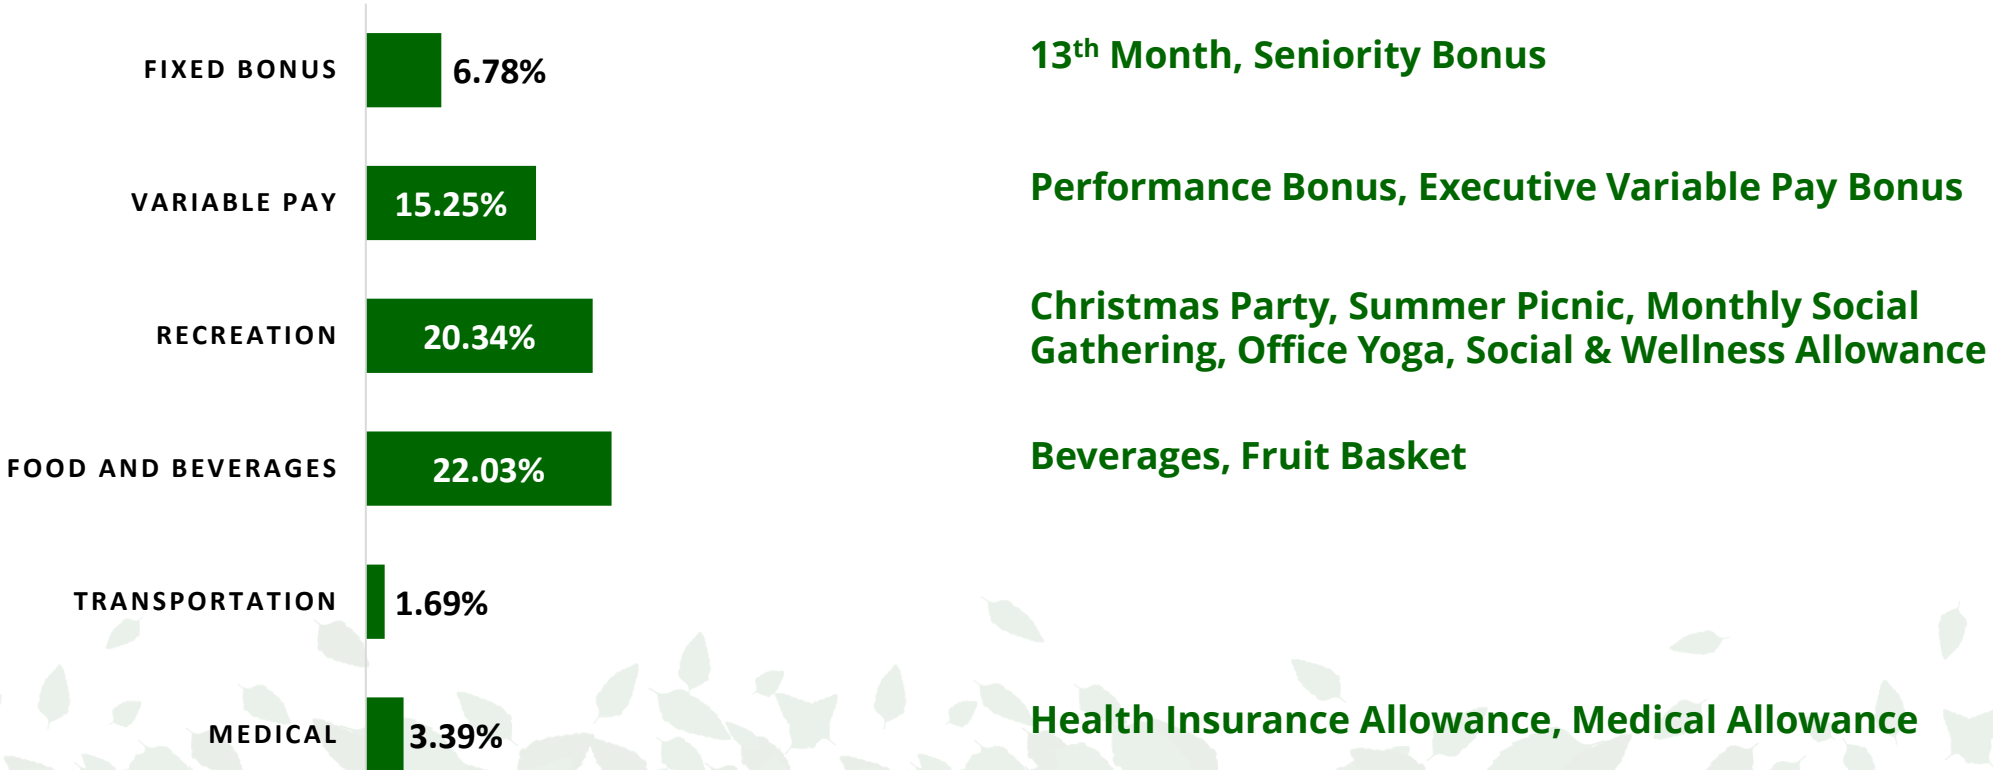 FIXED BONUS
6.78%
13th Month, Seniority Bonus
VARIABLE PAY
15.25%
Performance Bonus, Executive Variable Pay Bonus
RECREATION
20.34%
Christmas Party, Summer Picnic, Monthly Social
Gathering, Office Yoga, Social & Wellness Allowance
FOOD AND BEVERAGES
22.03%
Beverages, Fruit Basket
TRANSPORTATION
1.69%
MEDICAL
3.39%
Health Insurance Allowance, Medical Allowance